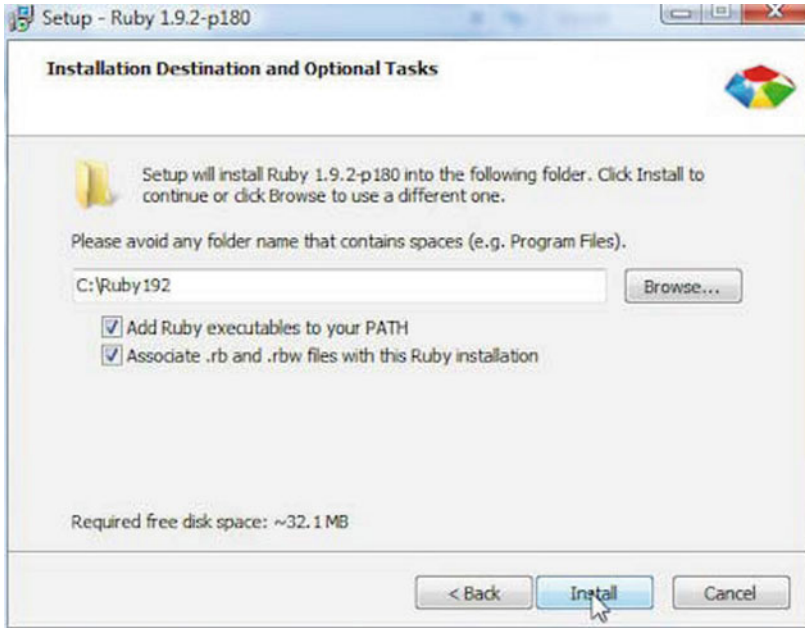 Setup - Ruby 1.9.2-p180
Installation Destination and Optional Tasks
Setup will install Ruby 1.9.2-p180 into the following folder. Click Install to
continue or click Browse to use a different one.
Please avoid any folder name that contains spaces (e.g. Program Files).
C:\Ruby192
Browse...
Add Ruby executables to your PATH
Associate .rb and .rbw files with this Ruby installation
Required free disk space: ~32.1 MB
< Back Install Cancel